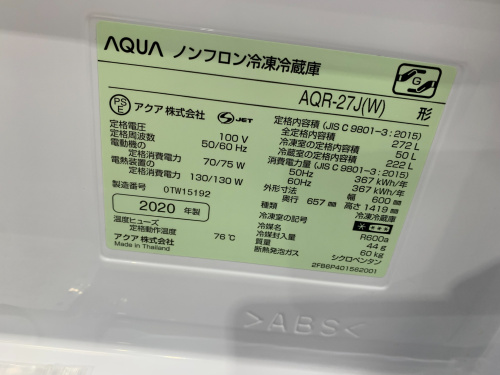 AQUA ノンフロン冷凍冷蔵庫
G
AQR-27J(W) 形
PS
E
アクア 株式会社
S JET
定格電圧 100 V
定格周波数 50/60 Hz
電動機の
定格消費電力 70/75 W
電熱装置の
定格消費電力 130/130 W
製造番号 0TW15192
2020 年製
温度ヒューズ
定格動作温度 76℃
アクア 株式会社
Made in Thailand
定格内容積 (JIS C 9801-3:2015)
全定格内容積 272 L
冷凍室の定格内容積 50 L
冷蔵室の定格内容積 222 L
消費電力量 (JIS C 9801-3:2015)
50Hz 367 kWh/年
60Hz 367 kWh/年
外形寸法 幅 600 mm
奥行 657 mm 高さ 1419 mm
種類 冷凍冷蔵庫
冷凍室の記号 * ***
冷媒名 R600a
冷媒封入量 44 g
質量 60 kg
断熱発泡ガス シクロペンタン
2FB6P401562001
>ABS<